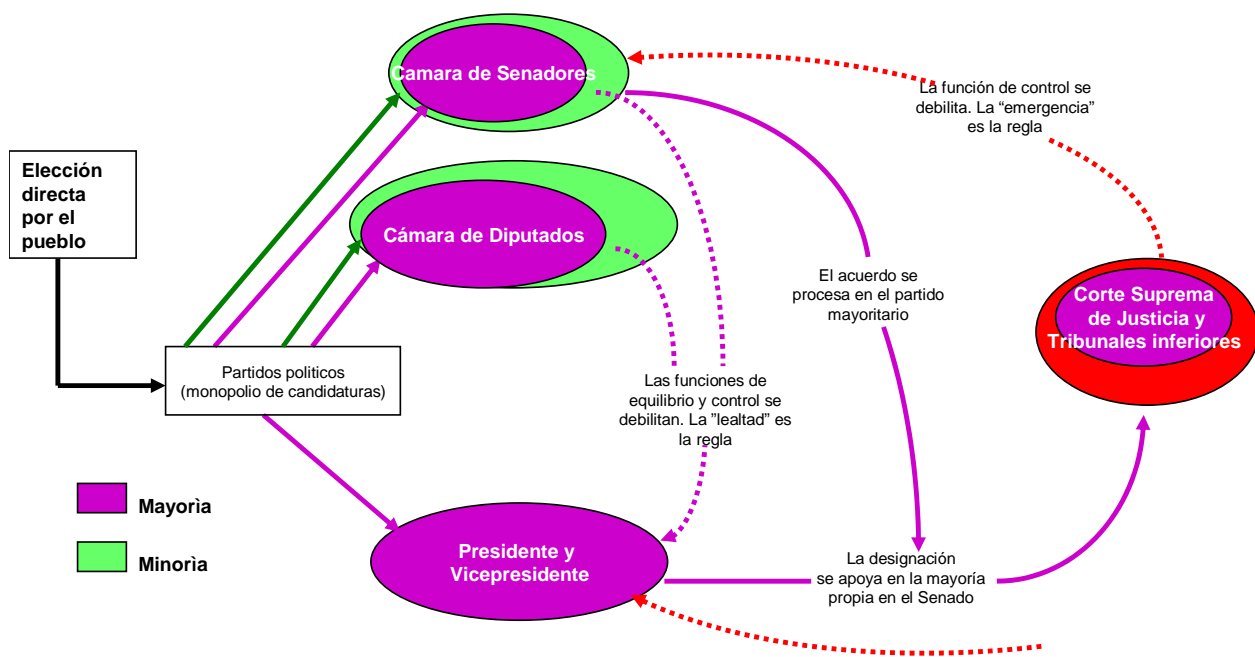 Camara de Senadores
La función de control se
debilita. La “emergencia”
es la regla
Elección
directa
por el
pueblo
Cámara de Diputados
El acuerdo se
procesa en el partido
mayoritario
Corte Suprema
de Justicia y
Tribunales inferiores
Partidos politicos
(monopolio de candidaturas)
Las funciones de
equilibrio y control se
debilitan. La ”lealtad” es
la regla
Mayorìa
Minorìa
Presidente y
Vicepresidente
La designación
se apoya en la mayoría
propia en el Senado